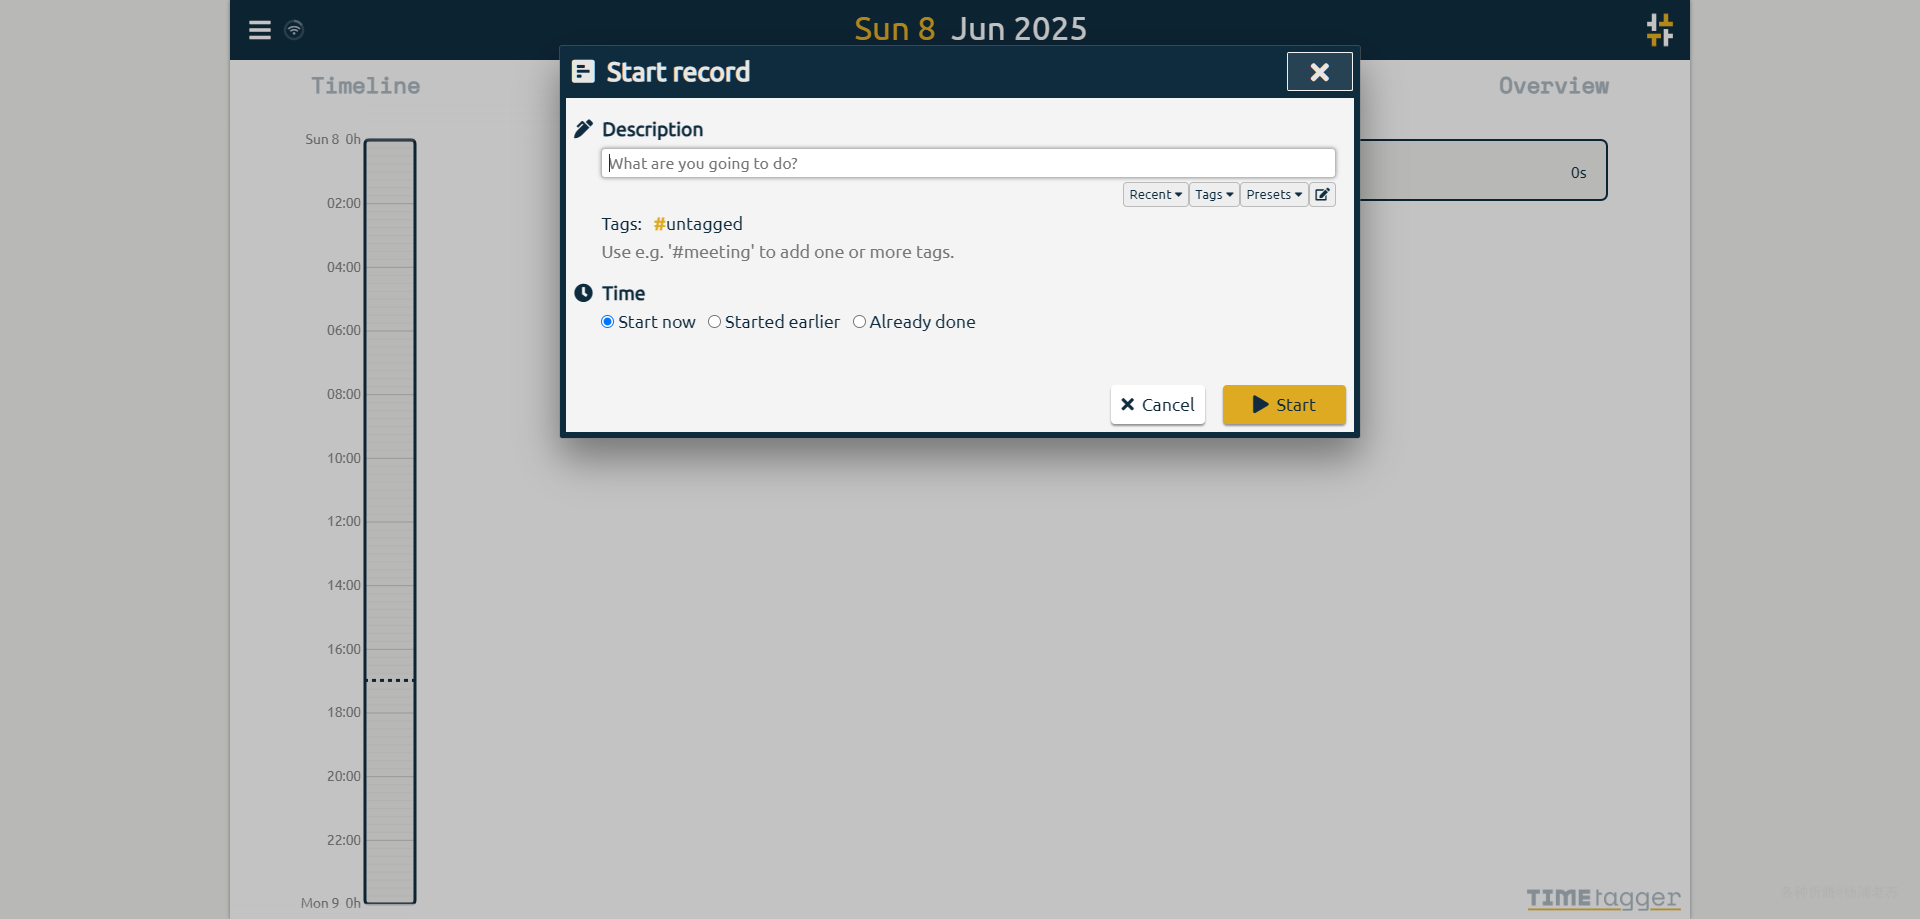 Sun 8 Jun 2025
Start record
Timeline
Overview
Description
Sun 8 0h
What are you going to do?
0s
Recent
Tags
Presets
02:00
Tags: #untagged
Use e.g. '#meeting' to add one or more tags.
04:00
Time
Start now
Started earlier
Already done
06:00
08:00
Cancel
Start
10:00
12:00
14:00
16:00
18:00
20:00
22:00
Mon 9 0h
TIMEtagger